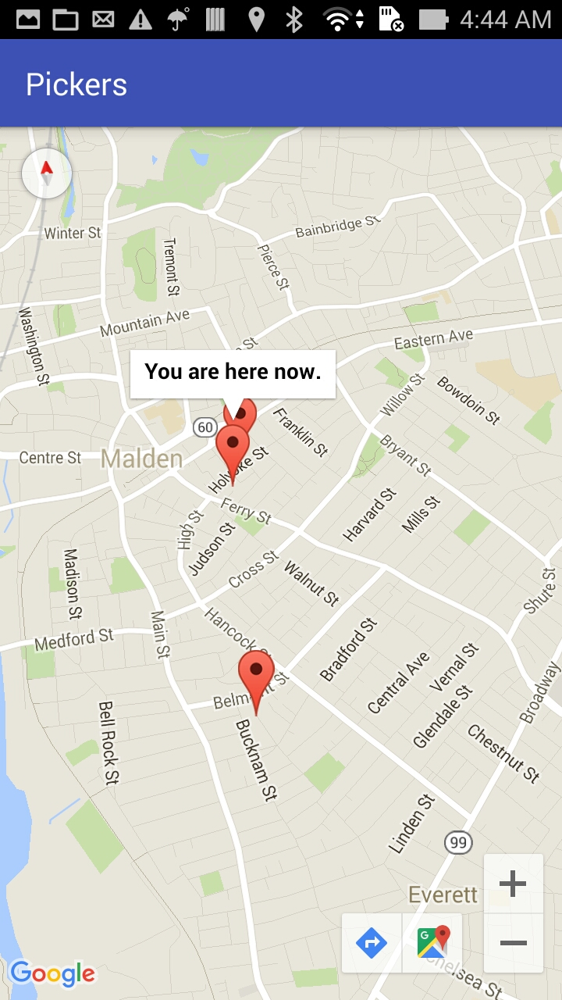 4:44 AM
Pickers
Winter St
Bainbridge St
Tremont St
Pierce St
Washington St
Mountain Ave
St
Eastern Ave
You are here now.
Willow St
Bowdoin St
60
Franklin St
Bryant St
Centre St
Malden
Holyoke St
Ferry St
Harvard St
Mills St
High St
Judson St
Madison St
Cross St
Walnut St
Shute St
Main St
Medford St
Hancock St
Bradford St
Central Ave
Vernal St
Belmont St
Glendale St
Broadway
Bell Rock St
Bucknam St
Chestnut St
Linden St
99
Everett
G
Google
Chelsea St